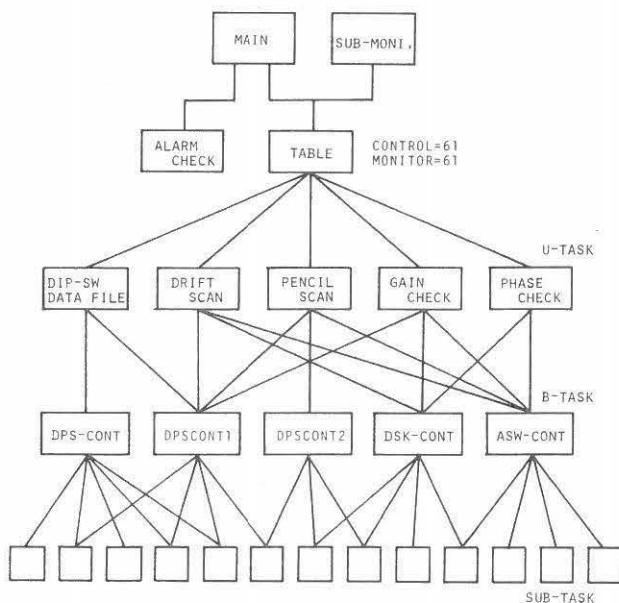 MAIN
SUB-MONI.
ALARM
CHECK
TABLE
CONTROL=61
MONITOR=61
U-TASK
DIP-SW
DATA FILE
DRIFT
SCAN
PENCIL
SCAN
GAIN
CHECK
PHASE
CHECK
B-TASK
DPS-CONT
DPSCONT1
DPSCONT2
DSK-CONT
ASW-CONT
SUB-TASK